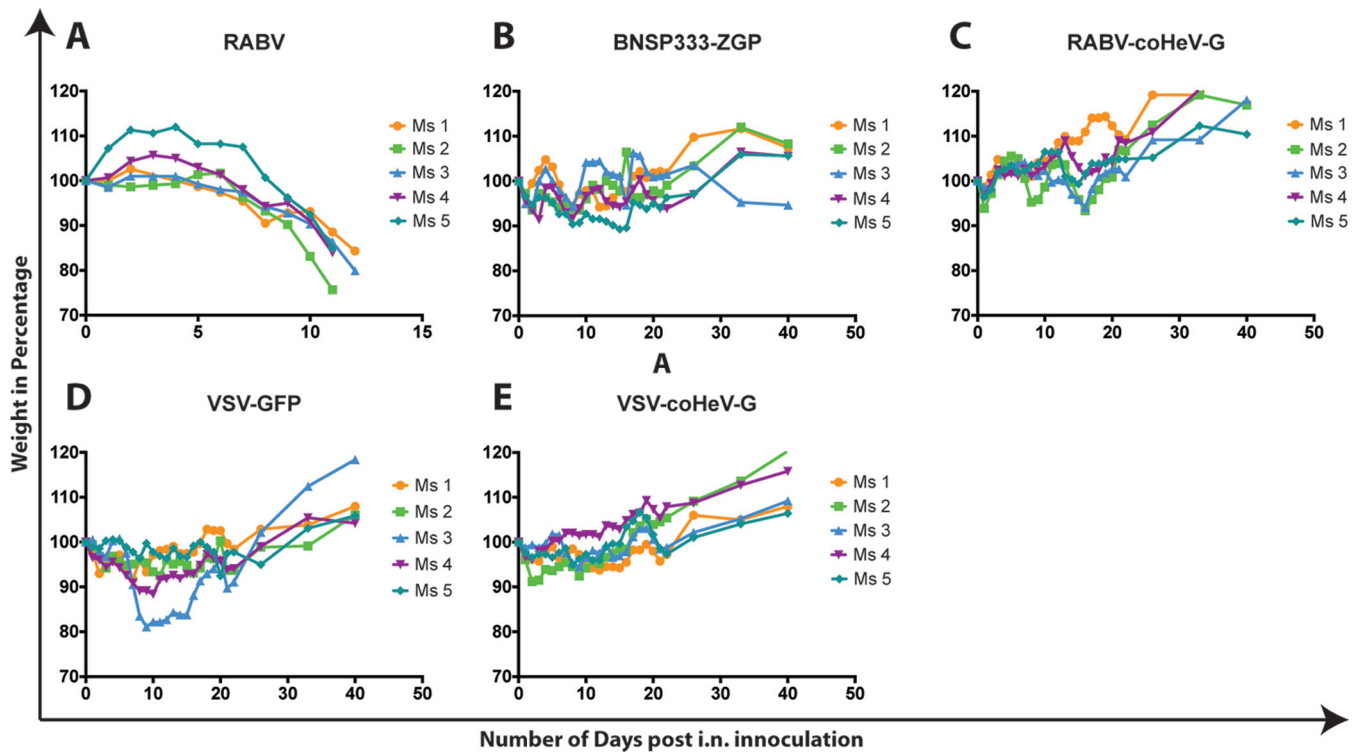 A
RABV
120
110
100
90
80
70
0
5
10
15
Ms 1
Ms 2
Ms 3
Ms 4
Ms 5
B
BNSP333-ZGP
120
110
100
90
80
70
0
10
20
30
40
50
Ms 1
Ms 2
Ms 3
Ms 4
Ms 5
C
RABV-coHeV-G
120
110
100
90
80
70
0
10
20
30
40
50
Ms 1
Ms 2
Ms 3
Ms 4
Ms 5
A
D
VSV-GFP
120
110
100
90
80
70
0
10
20
30
40
50
Ms 1
Ms 2
Ms 3
Ms 4
Ms 5
E
VSV-coHeV-G
120
110
100
90
80
70
0
10
20
30
40
50
Ms 1
Ms 2
Ms 3
Ms 4
Ms 5
Weight in Percentage
Number of Days post i.n. innoculation